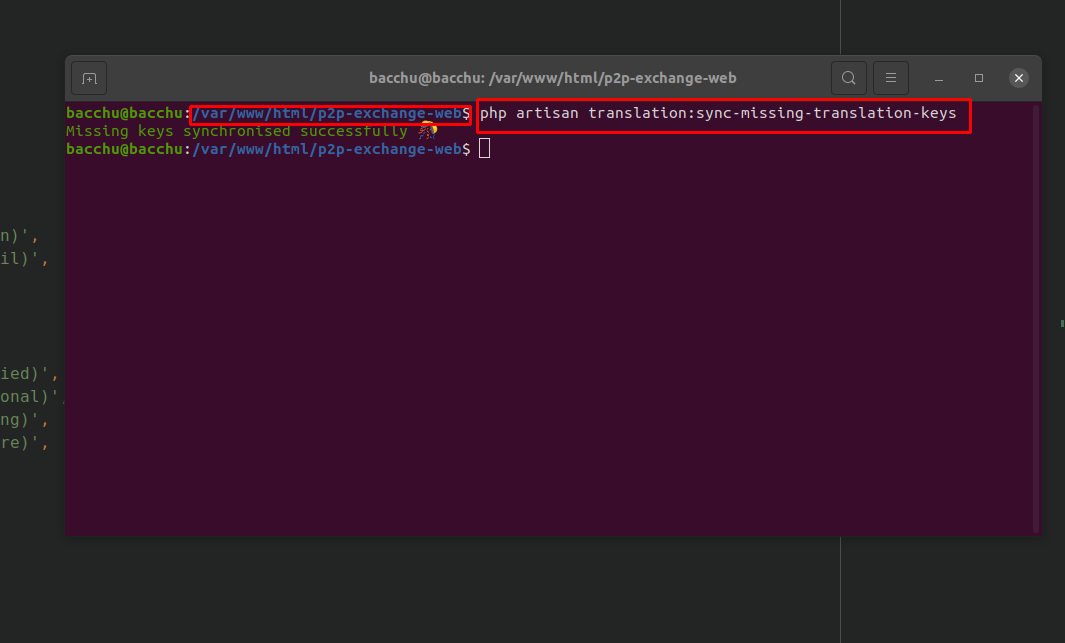 bacchu@bacchu: /var/www/html/p2p-exchange-web
bacchu@bacchu:/var/www/html/p2p-exchange-web$ php artisan translation:sync-missing-translation-keys
Missing keys synchronised successfully 🎊
bacchu@bacchu:/var/www/html/p2p-exchange-web$
n)',
il)',
ied)',
onal)',
ng)',
re)',